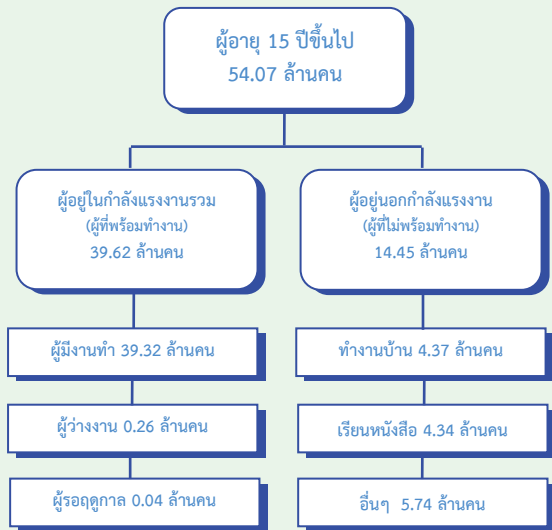 ผู้อายุ 15 ปีขึ้นไป
54.07 ล้านคน
ผู้อยู่ในกำลังแรงงานรวม
(ผู้ที่พร้อมทำงาน)
39.62 ล้านคน
ผู้อยู่นอกกำลังแรงงาน
(ผู้ที่ไม่พร้อมทำงาน)
14.45 ล้านคน
ผู้มีงานทำ 39.32 ล้านคน
ทำงานบ้าน 4.37 ล้านคน
ผู้ว่างงาน 0.26 ล้านคน
เรียนหนังสือ 4.34 ล้านคน
ผู้รอฤดูกาล 0.04 ล้านคน
อื่นๆ 5.74 ล้านคน